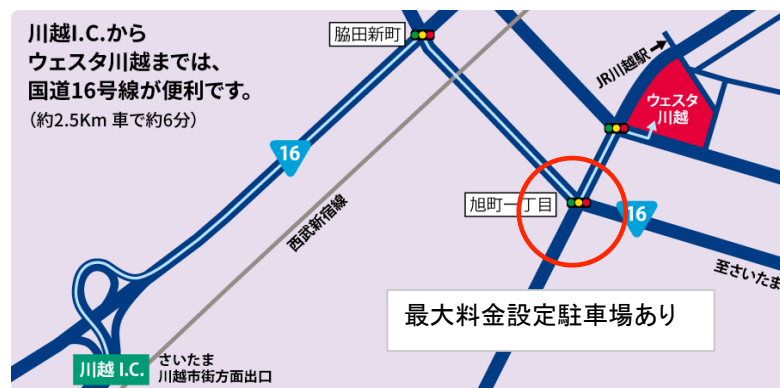 川越I.C.から
ウェスタ川越までは、
国道16号線が便利です。
(約2.5Km 車で約6分)
脇田新町
JR川越駅
ウェスタ
川越
16
西武新宿線
旭町一丁目
16
至さいたま
最大料金設定駐車場あり
川越 I.C.
さいたま
川越市街方面出口